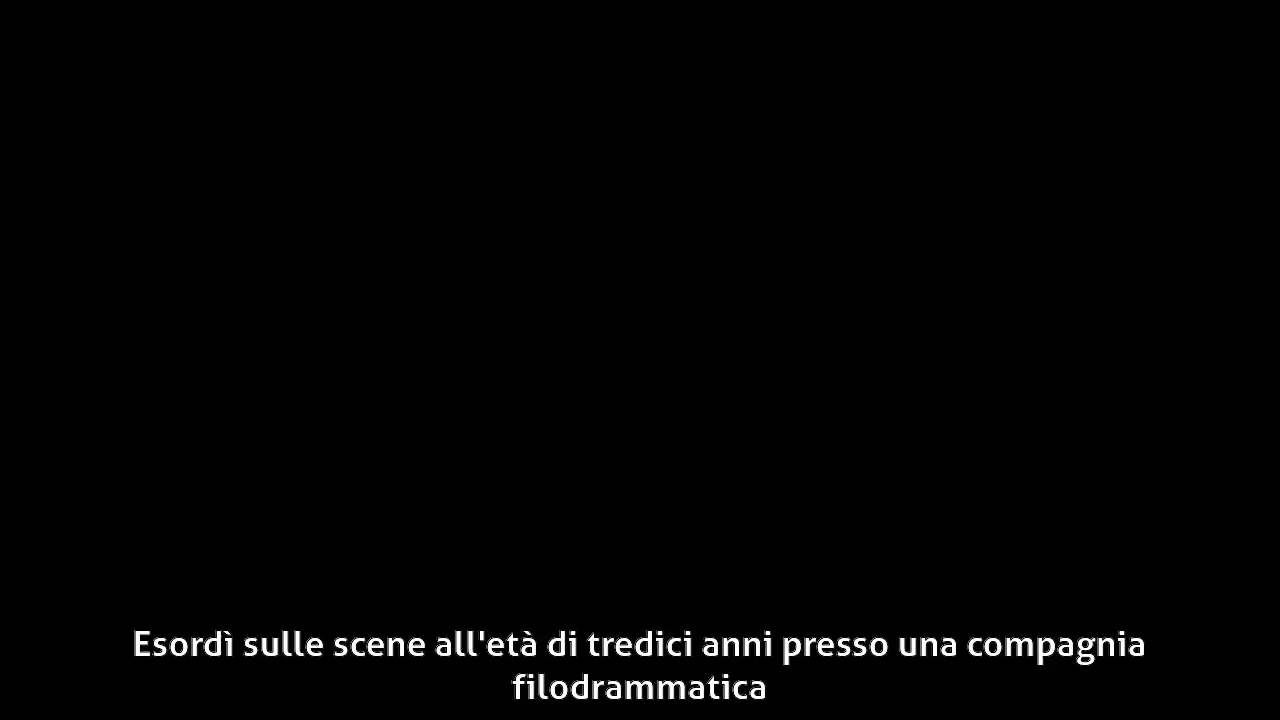 Esordì sulle scene all'età di tredici anni presso una compagnia
filodrammatica